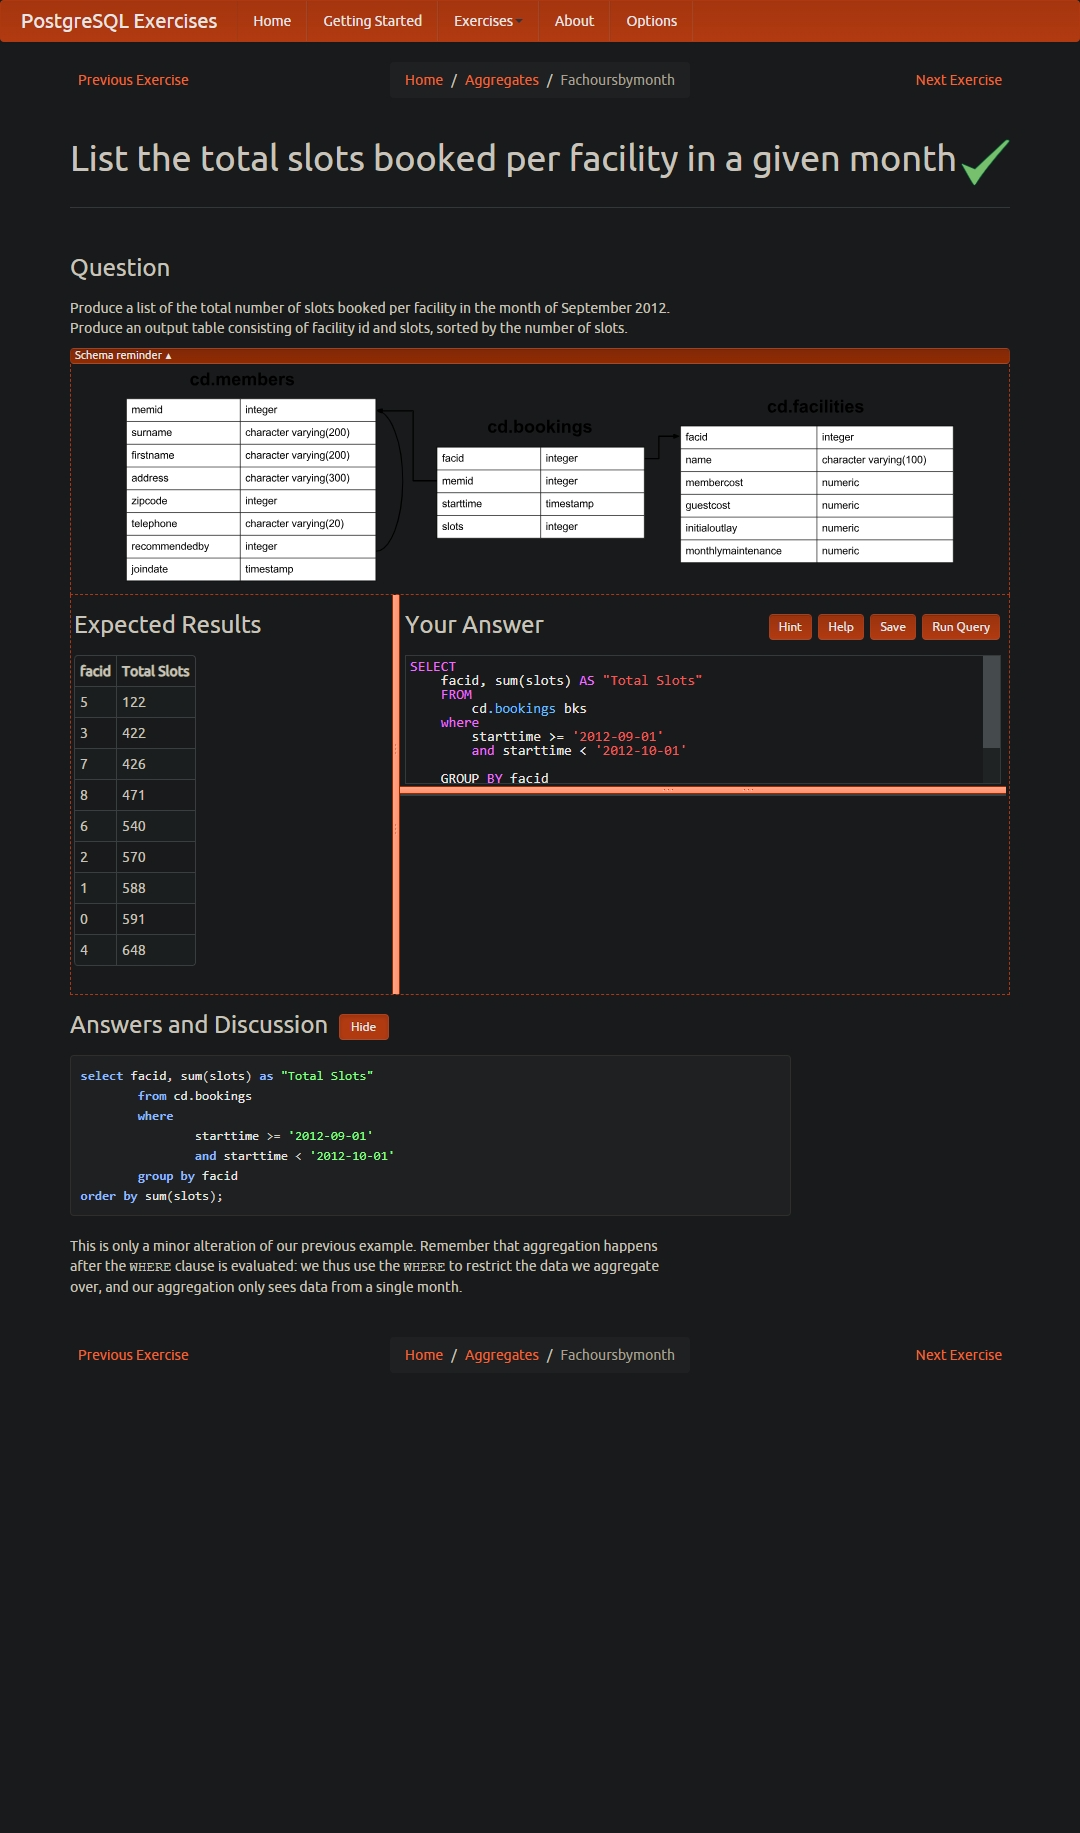 PostgreSQL Exercises Home Getting Started Exercises About Options
Previous Exercise Home / Aggregates / Fachoursbymonth Next Exercise
List the total slots booked per facility in a given month
Question
Produce a list of the total number of slots booked per facility in the month of September 2012.
Produce an output table consisting of facility id and slots, sorted by the number of slots.
Schema reminder ▴
cd.members
memid integer
surname character varying(200)
firstname character varying(200)
address character varying(300)
zipcode integer
telephone character varying(20)
recommendedby integer
joindate timestamp
cd.bookings
facid integer
memid integer
starttime timestamp
slots integer
cd.facilities
facid integer
name character varying(100)
membercost numeric
guestcost numeric
initialoutlay numeric
monthlymaintenance numeric
Expected Results
facid Total Slots
5 122
3 422
7 426
8 471
6 540
2 570
1 588
0 591
4 648
Your Answer Hint Help Save Run Query
SELECT
    facid, sum(slots) AS "Total Slots"
    FROM
        cd.bookings bks
    where
        starttime >= '2012-09-01'
        and starttime < '2012-10-01'
    GROUP BY facid
Answers and Discussion Hide
select facid, sum(slots) as "Total Slots"
        from cd.bookings
        where
                starttime >= '2012-09-01'
                and starttime < '2012-10-01'
        group by facid
order by sum(slots);
This is only a minor alteration of our previous example. Remember that aggregation happens
after the WHERE clause is evaluated: we thus use the WHERE to restrict the data we aggregate
over, and our aggregation only sees data from a single month.
Previous Exercise Home / Aggregates / Fachoursbymonth Next Exercise